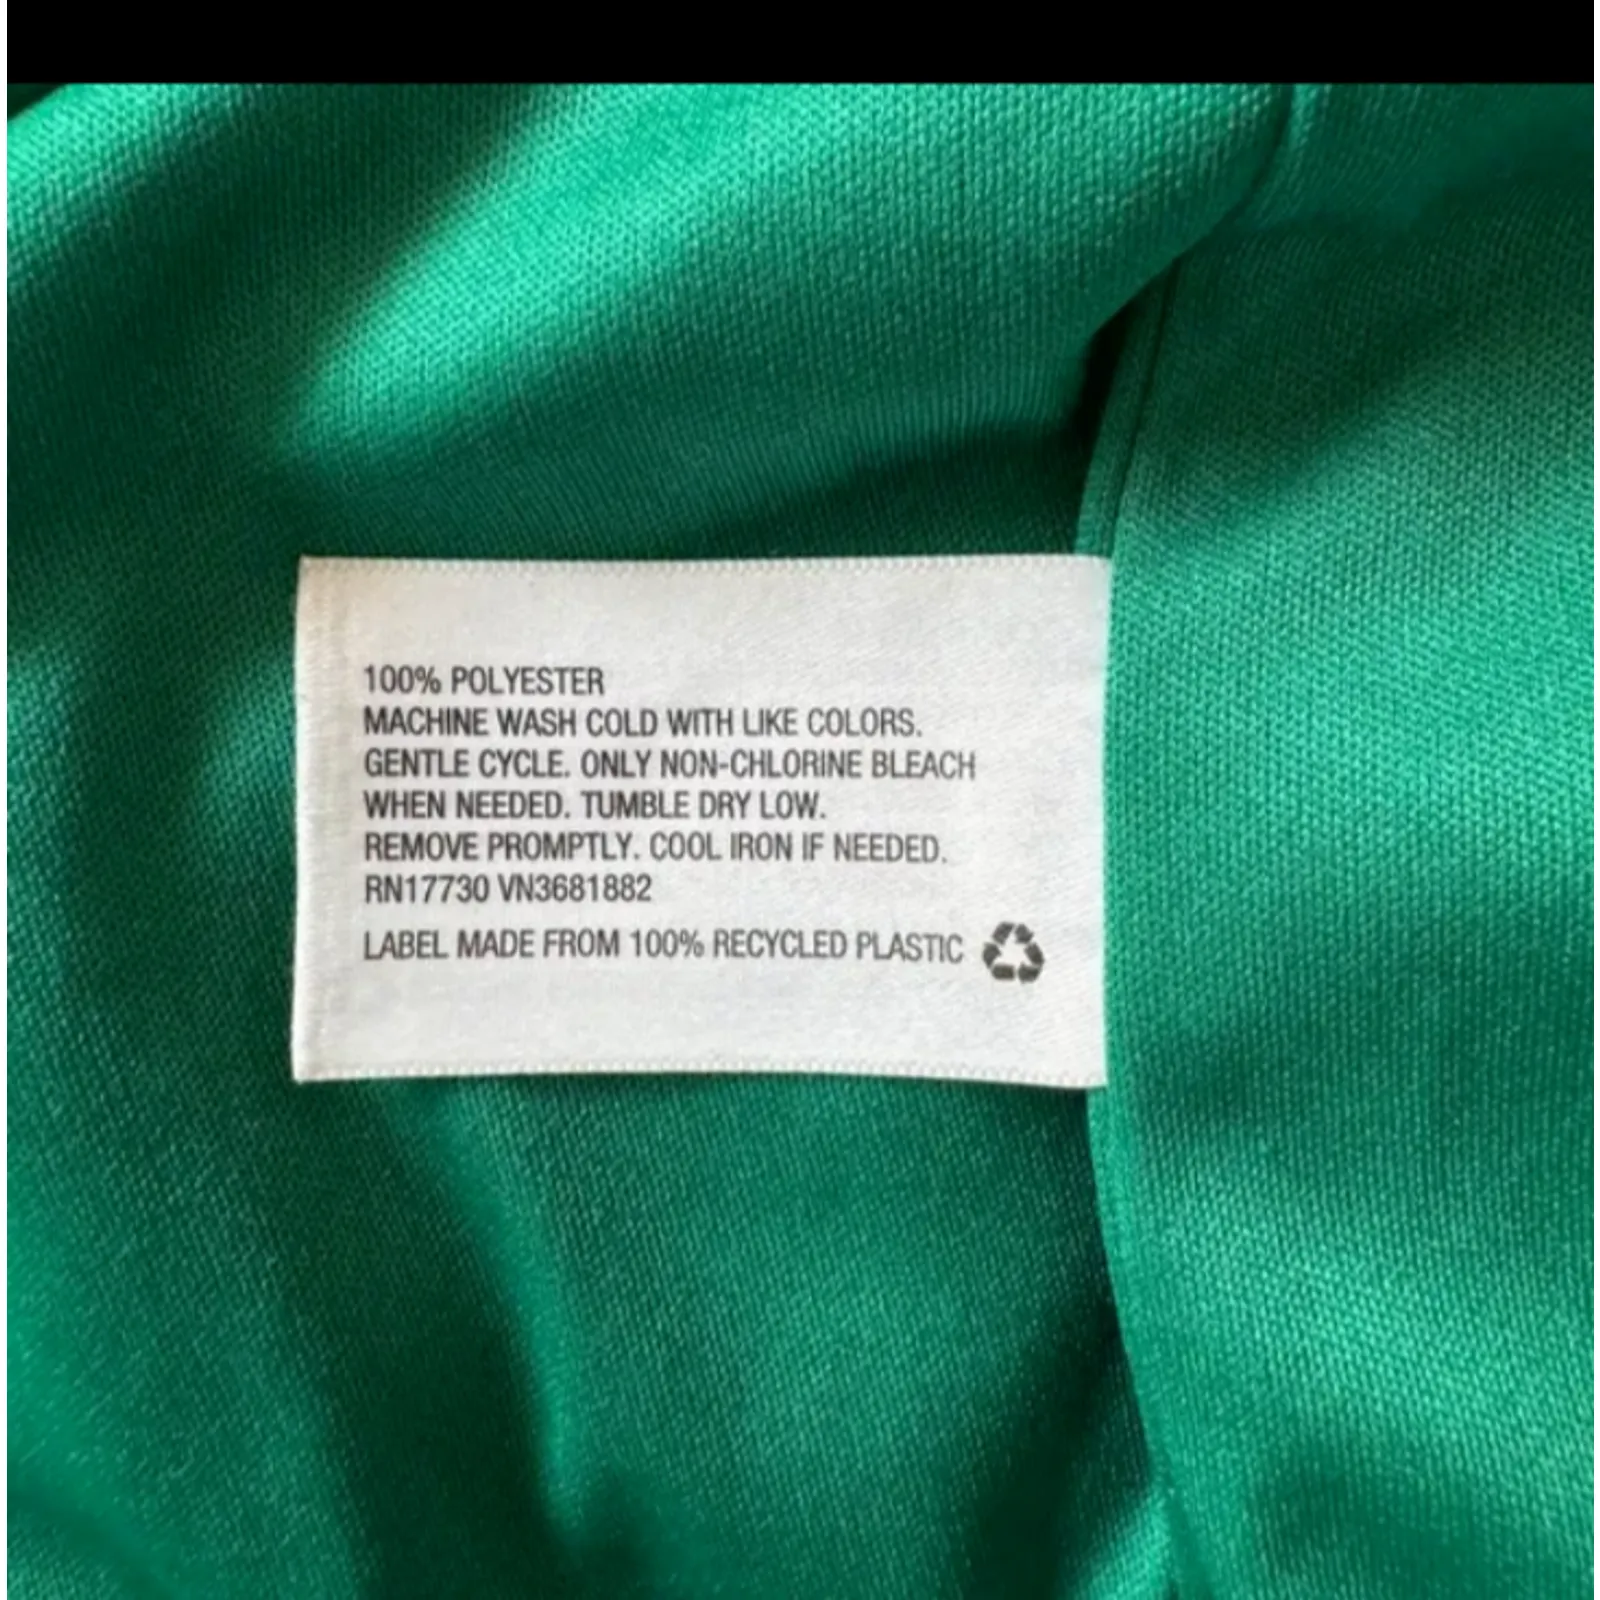 100% POLYESTER
MACHINE WASH COLD WITH LIKE COLORS.
GENTLE CYCLE. ONLY NON-CHLORINE BLEACH
WHEN NEEDED. TUMBLE DRY LOW.
REMOVE PROMPTLY. COOL IRON IF NEEDED.
RN17730 VN3681882
LABEL MADE FROM 100% RECYCLED PLASTIC